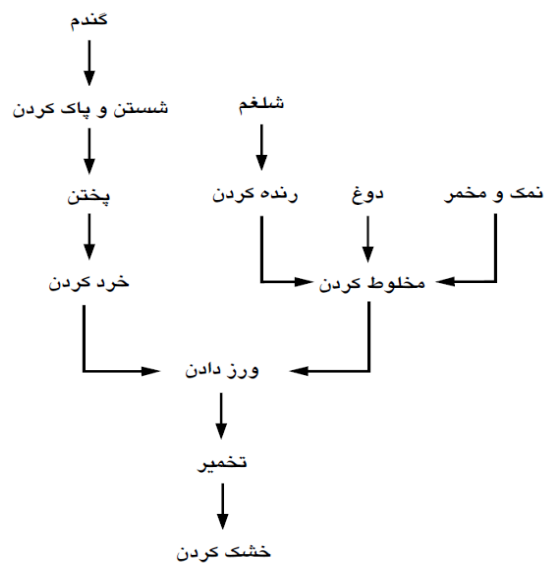 گندم
شستن و پاک کردن
شلغم
پختن
رنده کردن
دوغ
نمک و مخمر
خرد کردن
مخلوط کردن
ورز دادن
تخمیر
خشک کردن